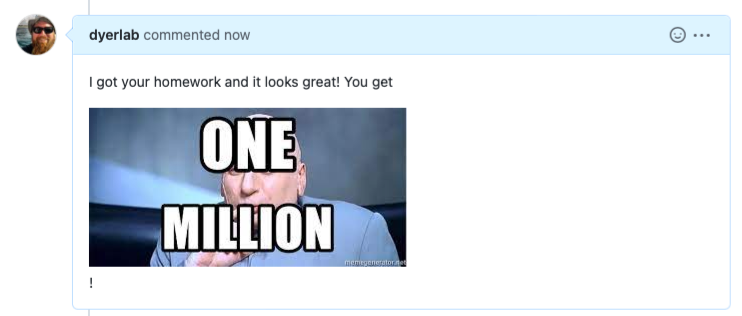 dyerlab commented now
I got your homework and it looks great! You get
ONE
MILLION
memegenerator.net
!